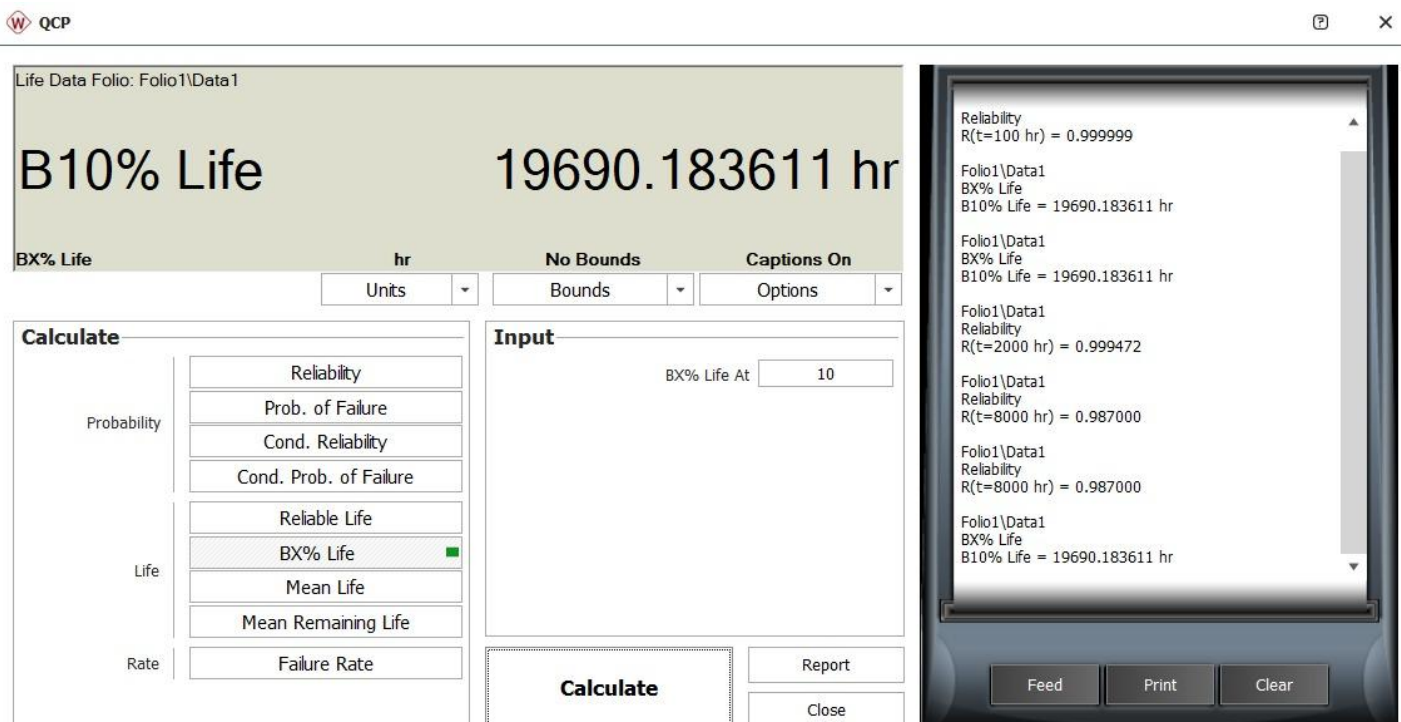 W QCP
Life Data Folio: Folio1\Data1
B10% Life 19690.183611 hr
BX% Life hr No Bounds Captions On
Units Bounds Options
Calculate
Probability
Reliability
Prob. of Failure
Cond. Reliability
Cond. Prob. of Failure
Life
Reliable Life
BX% Life
Mean Life
Mean Remaining Life
Rate
Failure Rate
Input
BX% Life At 10
Calculate
Report
Close
Reliability
R(t=100 hr) = 0.999999
Folio1\Data1
BX% Life
B10% Life = 19690.183611 hr
Folio1\Data1
BX% Life
B10% Life = 19690.183611 hr
Folio1\Data1
Reliability
R(t=2000 hr) = 0.999472
Folio1\Data1
Reliability
R(t=8000 hr) = 0.987000
Folio1\Data1
Reliability
R(t=8000 hr) = 0.987000
Folio1\Data1
BX% Life
B10% Life = 19690.183611 hr
Feed Print Clear